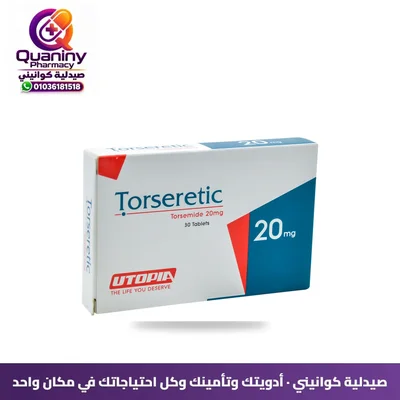 Quaniny
Pharmacy
صيدلية كوانيني
01036181518
Torseretic
Torsemide 20mg
30 Tablets
20mg
UTOPIA
THE LIFE YOU DESERVE
Torseretic
صيدلية كوانيني · أدويتك وتأمينك وكل احتياجاتك في مكان واحد